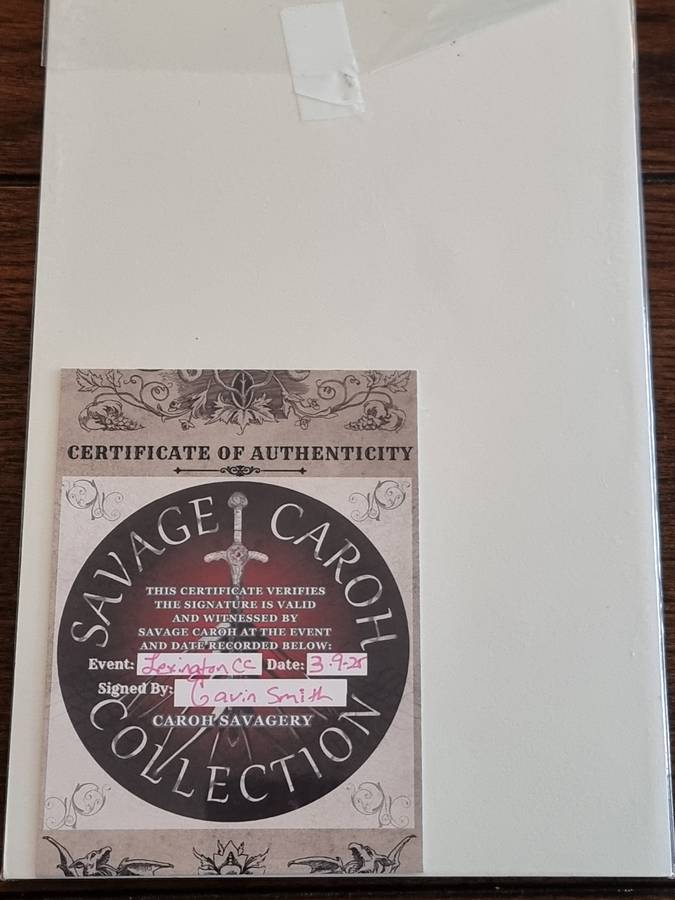 CERTIFICATE OF AUTHENTICITY
SAVAGE CAROH
THIS CERTIFICATE VERIFIES
THE SIGNATURE IS VALID
AND WITNESSED BY
SAVAGE CAROH AT THE EVENT
AND DATE RECORDED BELOW:
Event: Lexington CC Date: 3-9-25
Signed By: Gavin Smith
CAROH SAVAGERY
COLLECTION